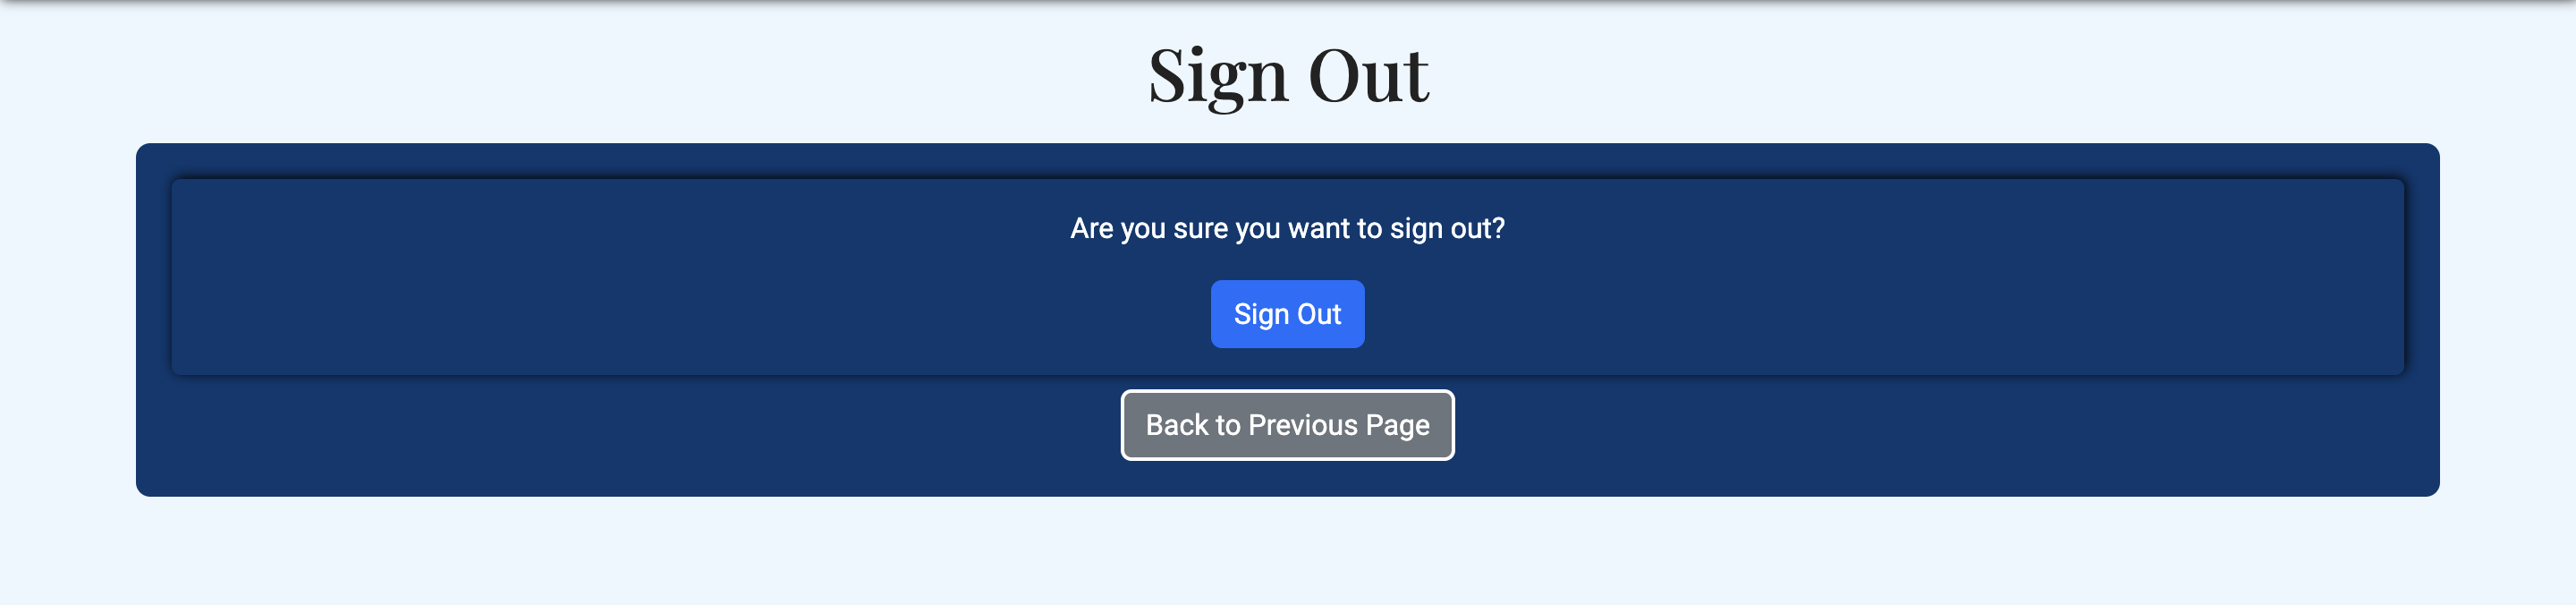 Sign Out
Are you sure you want to sign out?
Sign Out
Back to Previous Page